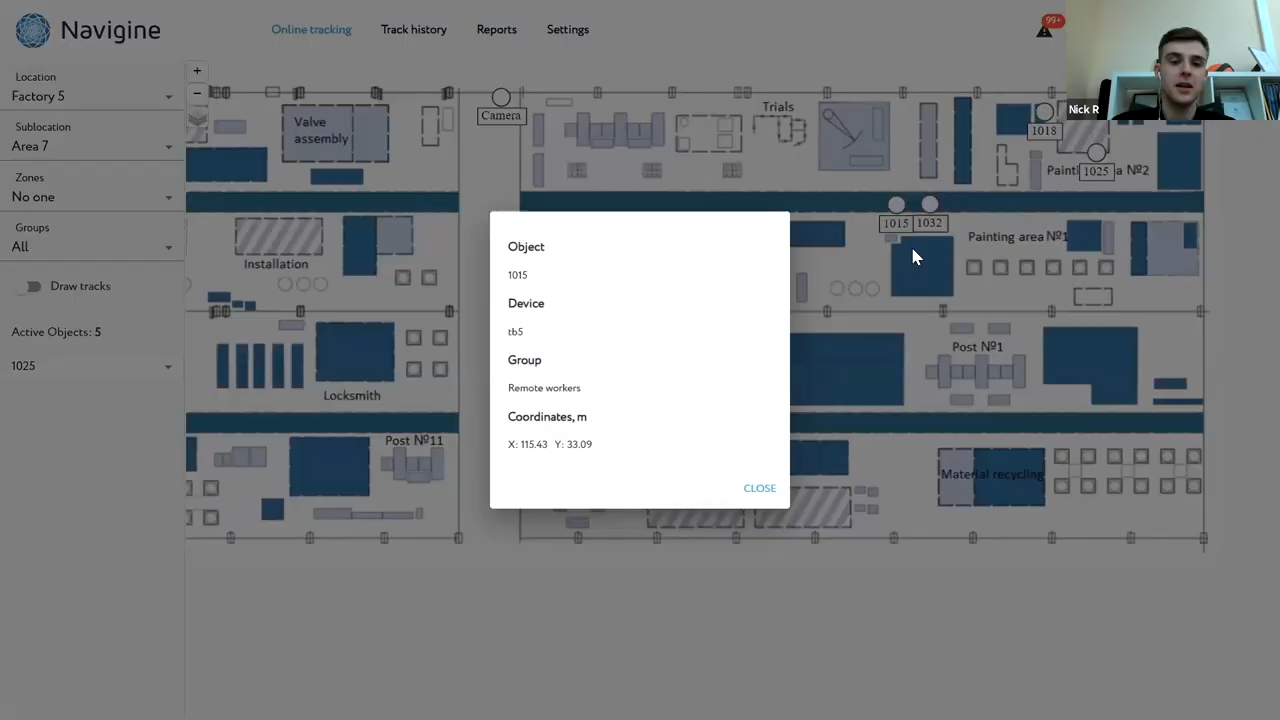 Navigine
Online tracking
Track history
Reports
Settings
99+
Nick R
Location
Factory 5
Sublocation
Area 7
Zones
No one
Groups
All
Draw tracks
Active Objects: 5
1025
+
−
Valve
assembly
Camera
Trials
1018
1025
a №2
1015
1032
Installation
Painting area №1
Locksmith
Post №1
Post №11
Material recycling
Object
1015
Device
tb5
Group
Remote workers
Coordinates, m
X: 115.43 Y: 33.09
CLOSE